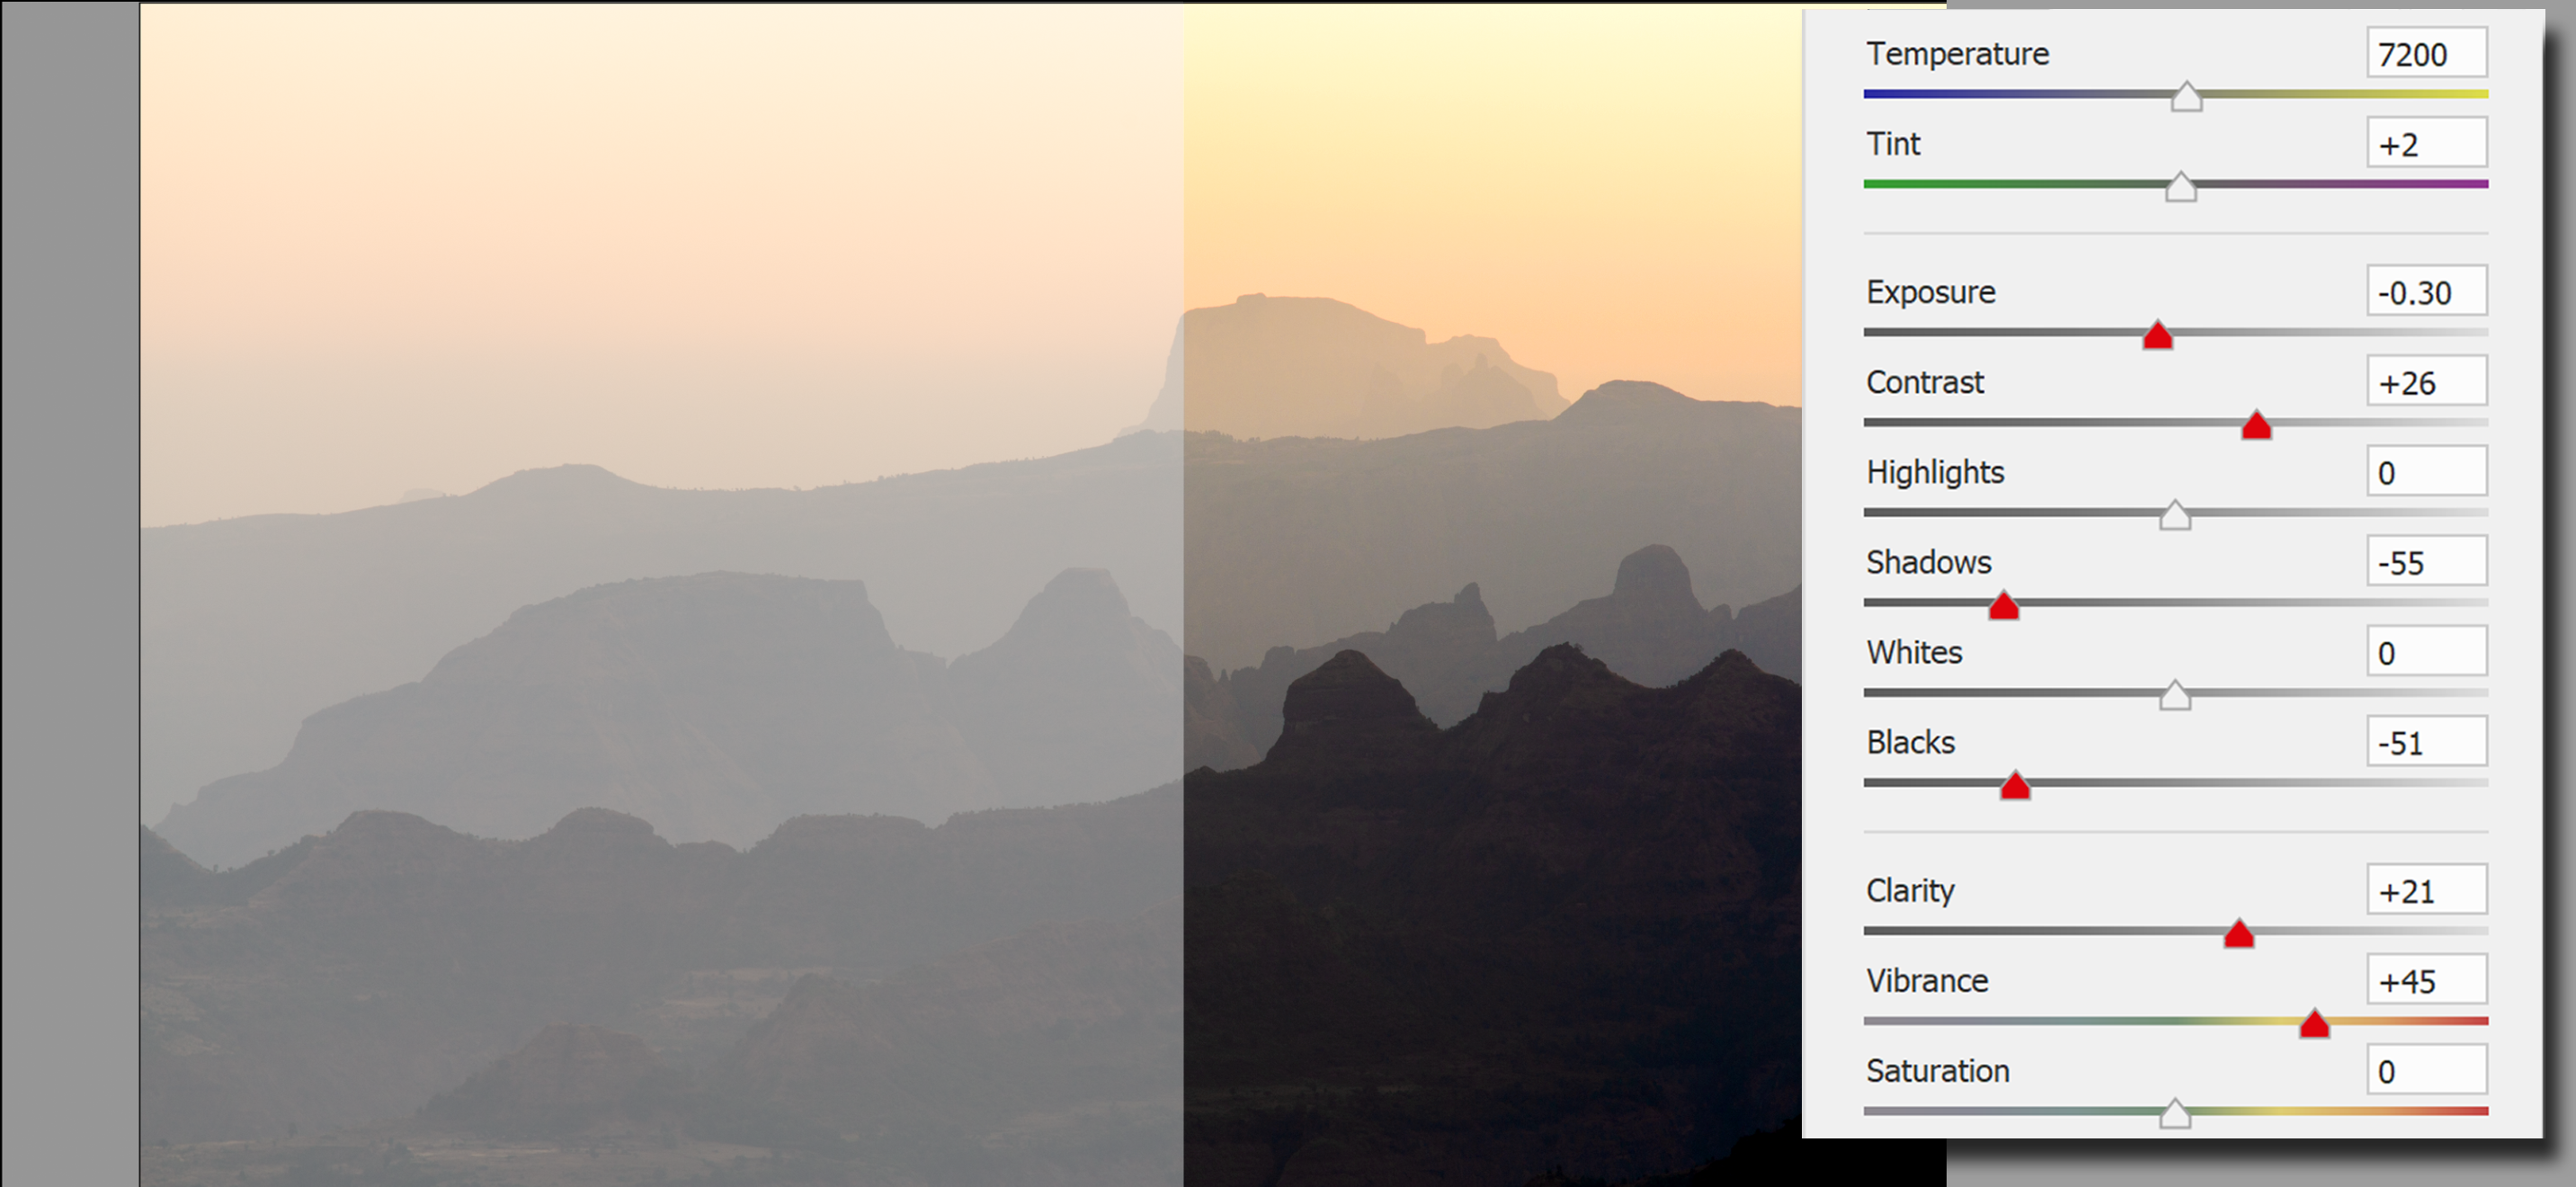 Temperature 7200
Tint +2
Exposure -0.30
Contrast +26
Highlights 0
Shadows -55
Whites 0
Blacks -51
Clarity +21
Vibrance +45
Saturation 0